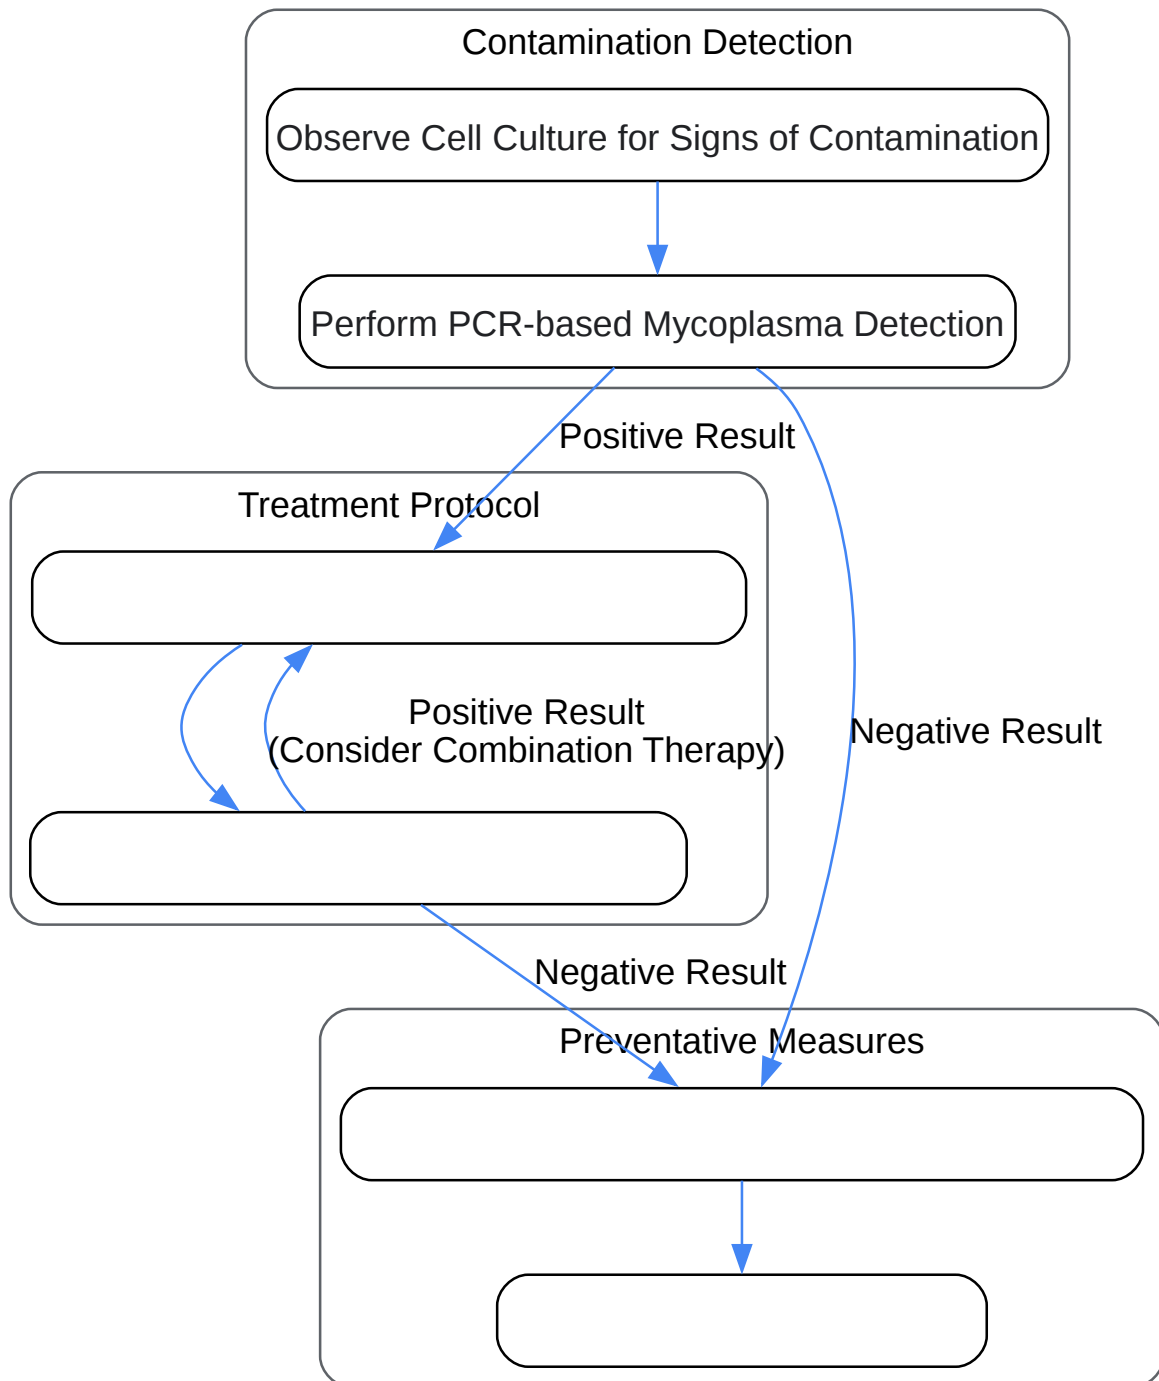 Contamination Detection
Observe Cell Culture for Signs of Contamination
Perform PCR-based Mycoplasma Detection
Positive Result
Treatment Protocol
Positive Result
(Consider Combination Therapy)
Negative Result
Negative Result
Preventative Measures